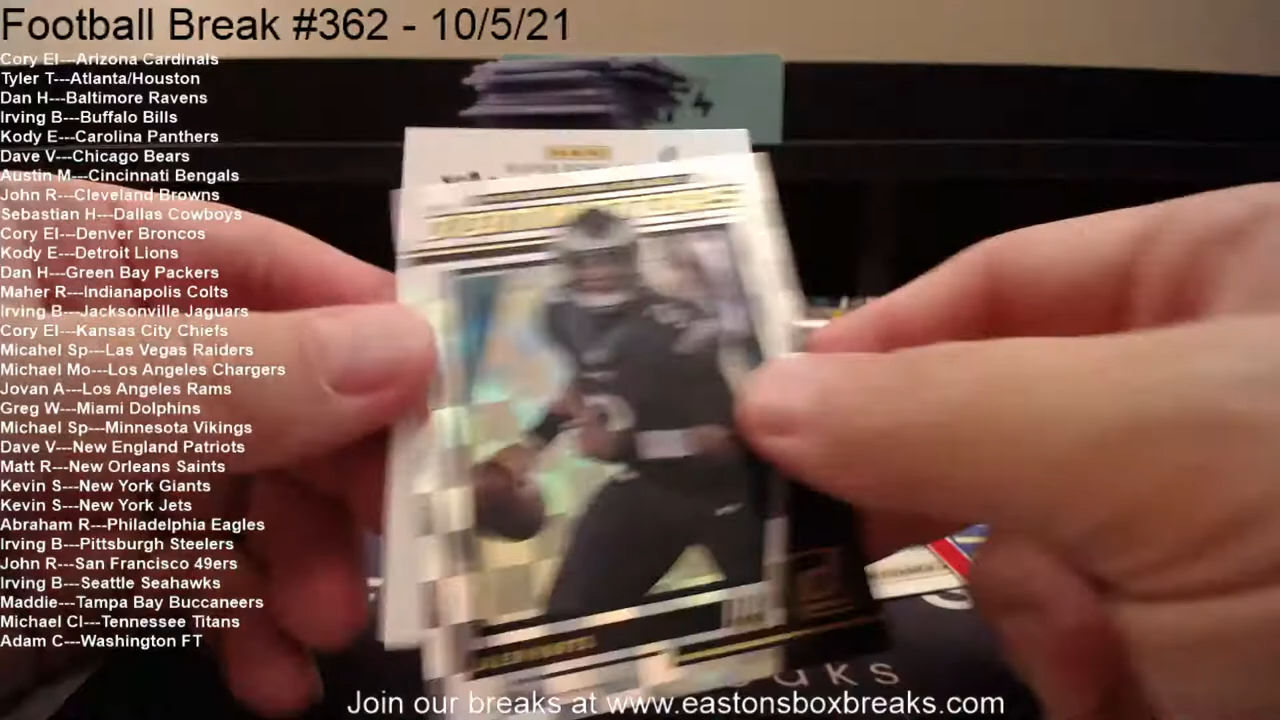 Football Break #362 - 10/5/21
Cory El---Arizona Cardinals
Tyler T---Atlanta/Houston
Dan H---Baltimore Ravens
Irving B---Buffalo Bills
Kody E---Carolina Panthers
Dave V---Chicago Bears
Austin M---Cincinnati Bengals
John R---Cleveland Browns
Sebastian H---Dallas Cowboys
Cory El---Denver Broncos
Kody E---Detroit Lions
Dan H---Green Bay Packers
Maher R---Indianapolis Colts
Irving B---Jacksonville Jaguars
Cory El---Kansas City Chiefs
Micahel Sp---Las Vegas Raiders
Michael Mo---Los Angeles Chargers
Jovan A---Los Angeles Rams
Greg W---Miami Dolphins
Michael Sp---Minnesota Vikings
Dave V---New England Patriots
Matt R---New Orleans Saints
Kevin S---New York Giants
Kevin S---New York Jets
Abraham R---Philadelphia Eagles
Irving B---Pittsburgh Steelers
John R---San Francisco 49ers
Irving B---Seattle Seahawks
Maddie---Tampa Bay Buccaneers
Michael Cl---Tennessee Titans
Adam C---Washington FT
PANINI
Join our breaks at www.eastonsboxbreaks.com